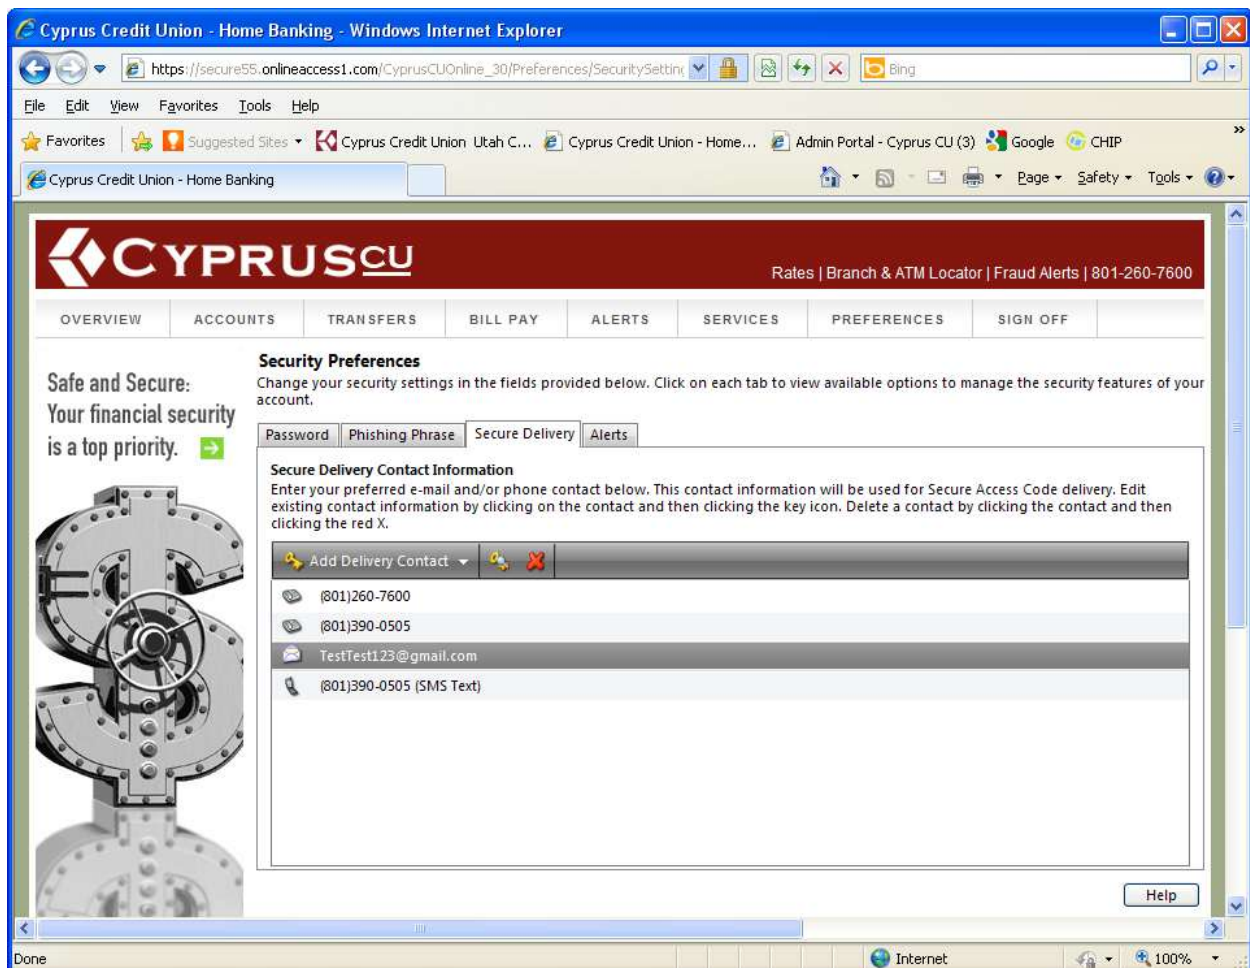 Cyprus Credit Union - Home Banking - Windows Internet Explorer
https://secure55.onlineaccess1.com/CyprusCUOnline_30/Preferences/SecuritySettin
Bing
File Edit View Favorites Tools Help
Favorites Suggested Sites Cyprus Credit Union Utah C... Cyprus Credit Union - Home... Admin Portal - Cyprus CU (3) Google CHIP »
Cyprus Credit Union - Home Banking
Page Safety Tools
CYPRUSCU
Rates | Branch & ATM Locator | Fraud Alerts | 801-260-7600
OVERVIEW ACCOUNTS TRANSFERS BILL PAY ALERTS SERVICES PREFERENCES SIGN OFF
Safe and Secure:
Your financial security
is a top priority.
Security Preferences
Change your security settings in the fields provided below. Click on each tab to view available options to manage the security features of your
account.
Password Phishing Phrase Secure Delivery Alerts
Secure Delivery Contact Information
Enter your preferred e-mail and/or phone contact below. This contact information will be used for Secure Access Code delivery. Edit
existing contact information by clicking on the contact and then clicking the key icon. Delete a contact by clicking the contact and then
clicking the red X.
Add Delivery Contact
(801)260-7600
(801)390-0505
TestTest123@gmail.com
(801)390-0505 (SMS Text)
Help
Done Internet 100%